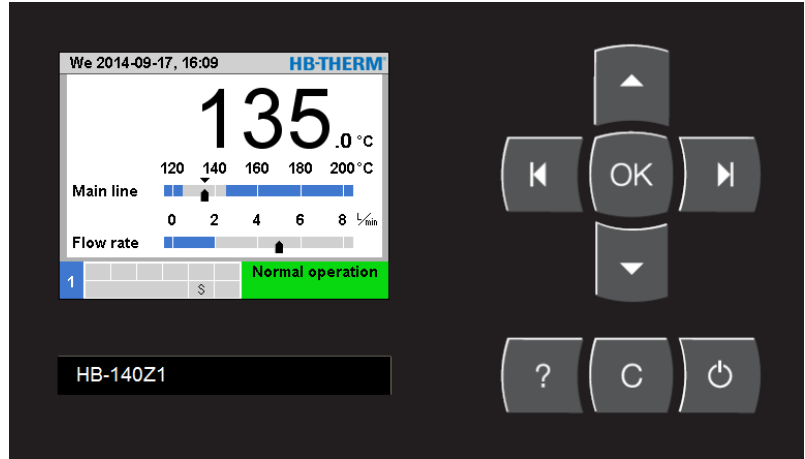 We 2014-09-17, 16:09 HB-THERM®
135.0 °C
120 140 160 180 200°C
Main line
0 2 4 6 8 L/min
Flow rate
1 Normal operation
S
HB-140Z1
OK
? C